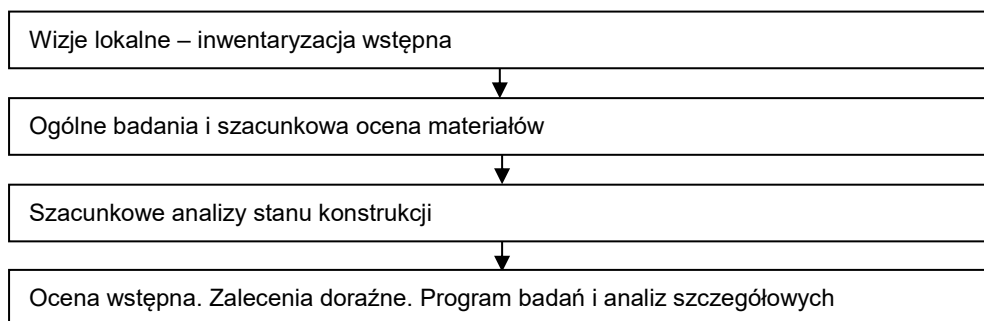 Wizje lokalne – inwentaryzacja wstępna
Ogólne badania i szacunkowa ocena materiałów
Szacunkowe analizy stanu konstrukcji
Ocena wstępna. Zalecenia doraźne. Program badań i analiz szczegółowych